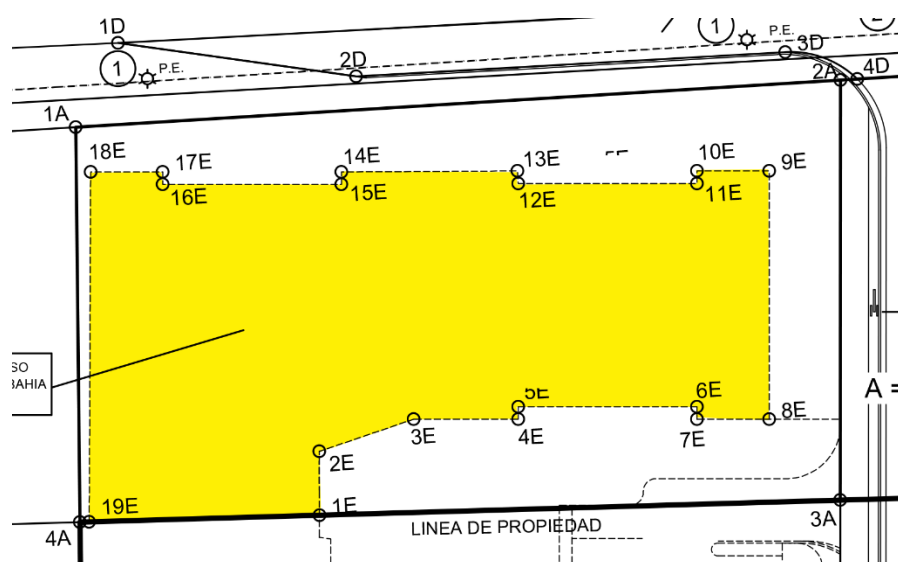 1D
1
P.E.
2D
1
P.E.
3D
2A
4D
1A
18E
17E
14E
13E
10E
9E
16E
15E
12E
11E
BAHIA
A =
5E
6E
3E
4E
7E
8E
2E
19E
1E
4A
LINEA DE PROPIEDAD
3A